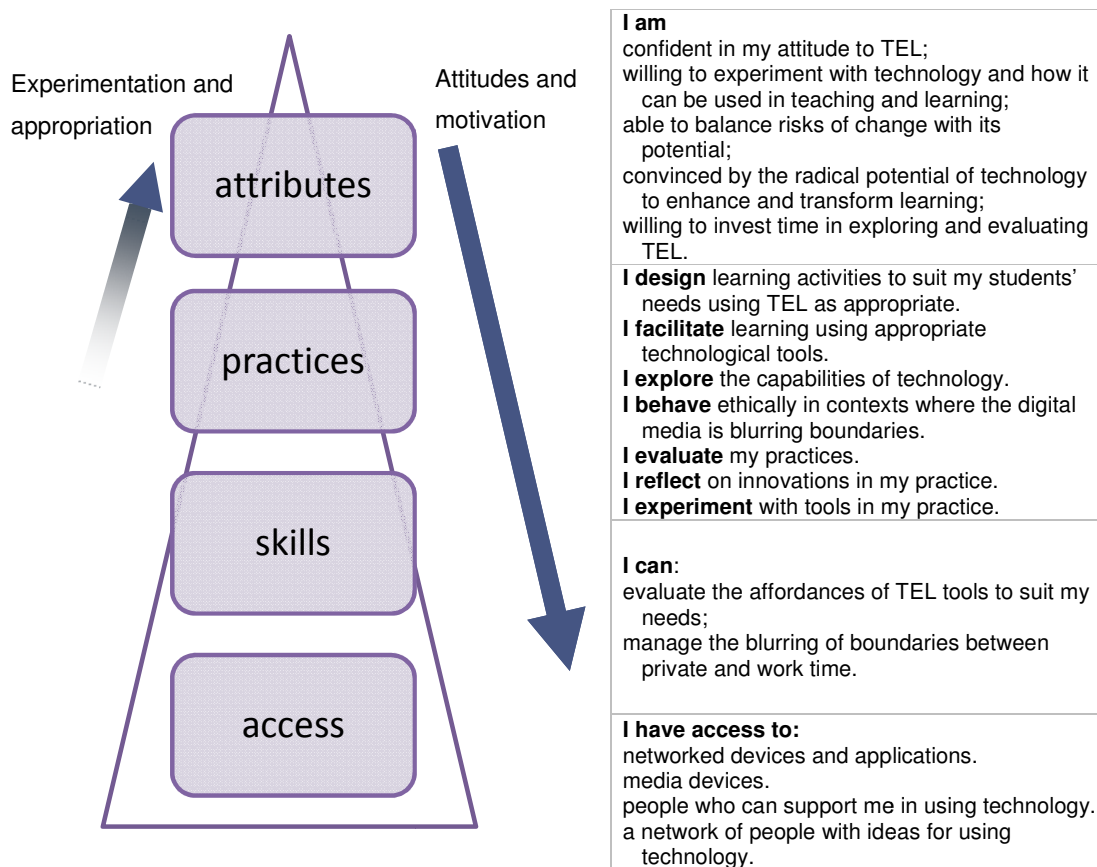 Experimentation and
appropriation
Attitudes and
motivation
attributes
practices
skills
access
I am
confident in my attitude to TEL;
willing to experiment with technology and how it
can be used in teaching and learning;
able to balance risks of change with its
potential;
convinced by the radical potential of technology
to enhance and transform learning;
willing to invest time in exploring and evaluating
TEL.
I design learning activities to suit my students’
needs using TEL as appropriate.
I facilitate learning using appropriate
technological tools.
I explore the capabilities of technology.
I behave ethically in contexts where the digital
media is blurring boundaries.
I evaluate my practices.
I reflect on innovations in my practice.
I experiment with tools in my practice.
I can:
evaluate the affordances of TEL tools to suit my
needs;
manage the blurring of boundaries between
private and work time.
I have access to:
networked devices and applications.
media devices.
people who can support me in using technology.
a network of people with ideas for using
technology.